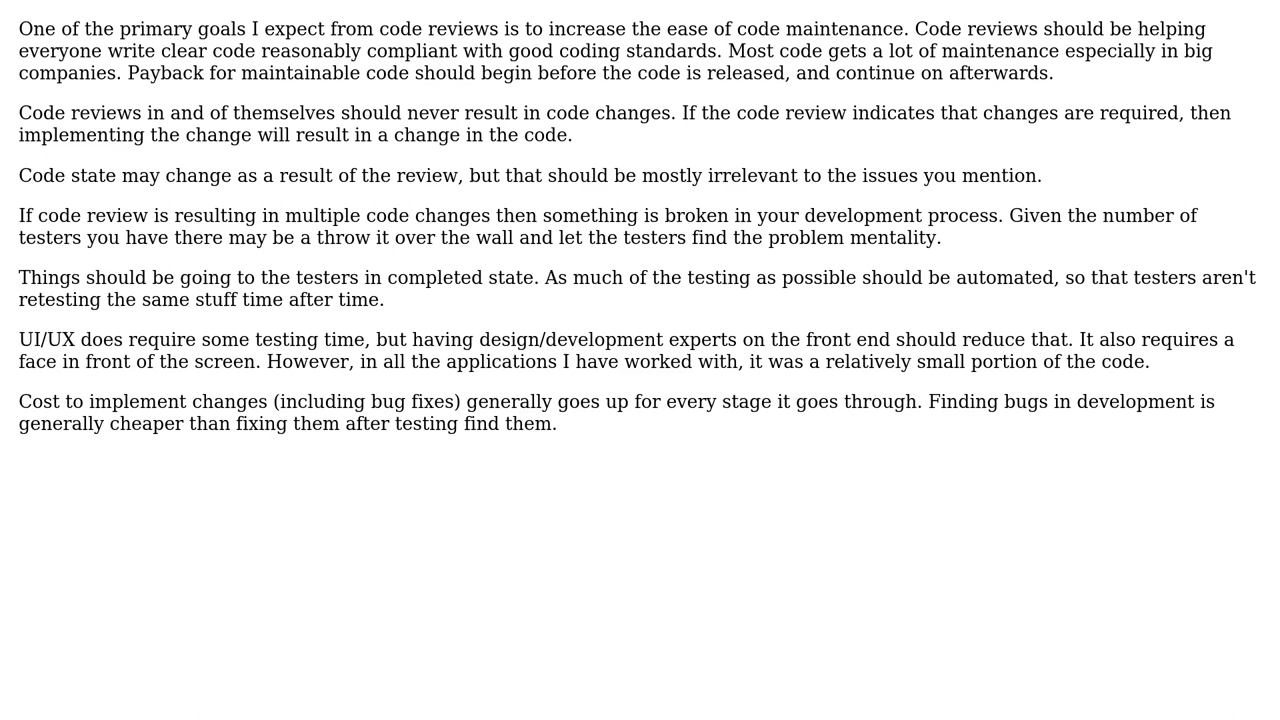 One of the primary goals I expect from code reviews is to increase the ease of code maintenance. Code reviews should be helping
everyone write clear code reasonably compliant with good coding standards. Most code gets a lot of maintenance especially in big
companies. Payback for maintainable code should begin before the code is released, and continue on afterwards.
Code reviews in and of themselves should never result in code changes. If the code review indicates that changes are required, then
implementing the change will result in a change in the code.
Code state may change as a result of the review, but that should be mostly irrelevant to the issues you mention.
If code review is resulting in multiple code changes then something is broken in your development process. Given the number of
testers you have there may be a throw it over the wall and let the testers find the problem mentality.
Things should be going to the testers in completed state. As much of the testing as possible should be automated, so that testers aren't
retesting the same stuff time after time.
UI/UX does require some testing time, but having design/development experts on the front end should reduce that. It also requires a
face in front of the screen. However, in all the applications I have worked with, it was a relatively small portion of the code.
Cost to implement changes (including bug fixes) generally goes up for every stage it goes through. Finding bugs in development is
generally cheaper than fixing them after testing find them.